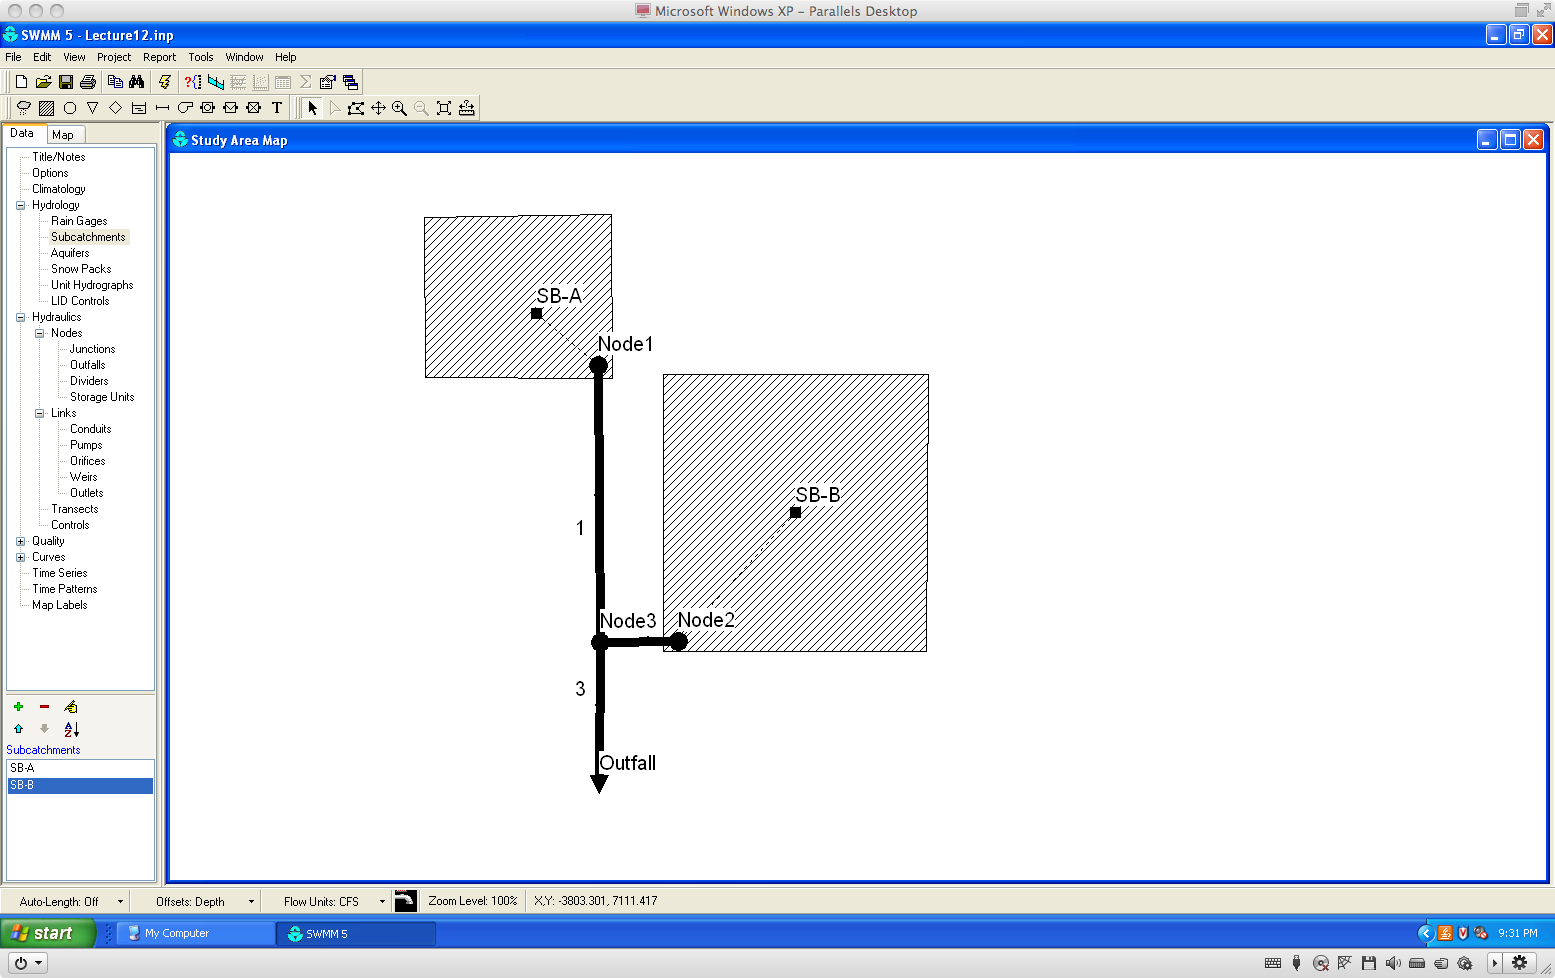 Microsoft Windows XP – Parallels Desktop
SWMM 5 - Lecture12.inp
File Edit View Project Report Tools Window Help
T
Data Map
Study Area Map
Title/Notes
Options
Climatology
Hydrology
Rain Gages
Subcatchments
Aquifers
Snow Packs
Unit Hydrographs
LID Controls
Hydraulics
Nodes
Junctions
Outfalls
Dividers
Storage Units
Links
Conduits
Pumps
Orifices
Weirs
Outlets
Transects
Controls
Quality
Curves
Time Series
Time Patterns
Map Labels
A
Z
Subcatchments
SB-A
SB-B
SB-A
Node1
SB-B
1
Node3
Node2
3
Outfall
Auto-Length: Off
Offsets: Depth
Flow Units: CFS
Zoom Level: 100%
X,Y: -3803.301, 7111.417
start
My Computer
SWMM 5
9:31 PM